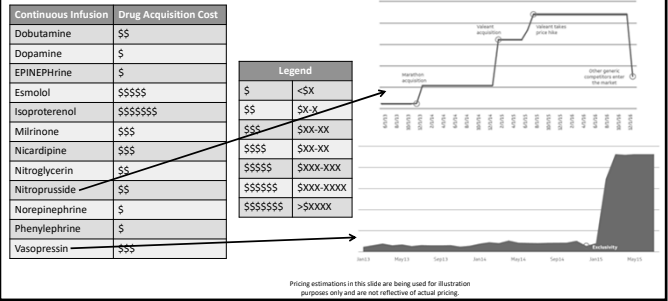 Continuous Infusion Drug Acquisition Cost
Dobutamine $$
Dopamine $
EPINEPHrine $
Esmolol $$$$$
Isoproterenol $$$$$$$
Milrinone $$$
Nicardipine $$$
Nitroglycerin $$
Nitroprusside $$
Norepinephrine $
Phenylephrine $
Vasopressin $$$
Legend
$ <$X
$$ $X-X
$$$ $XX-XX
$$$$ $XX-XX
$$$$$ $XXX-XXX
$$$$$$ $XXX-XXXX
$$$$$$$ >$XXXX
Marathon
acquisition
Valeant
acquisition
Valeant takes
price hike
Other generic
competitors enter
the market
Exclusivity
Jan13 May13 Sep13 Jan14 May14 Sep14 Jan15 May15
Pricing estimations in this slide are being used for illustration
purposes only and are not reflective of actual pricing.